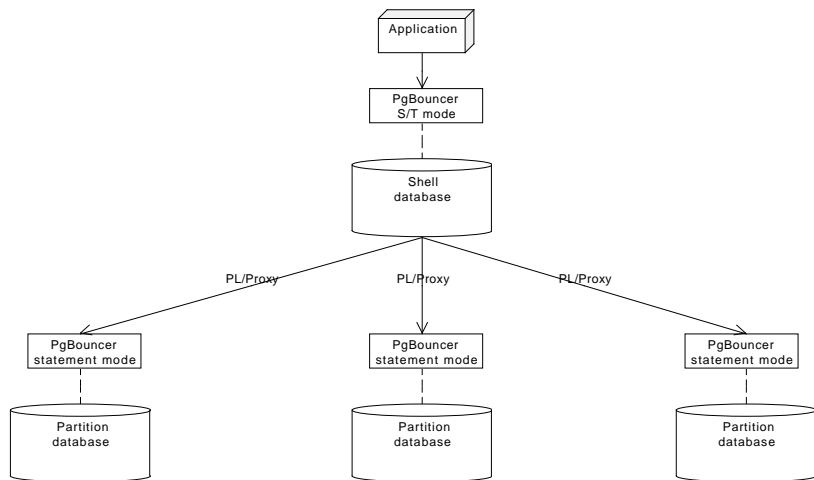 Application
PgBouncer
S/T mode
Shell
database
PL/Proxy
PL/Proxy
PL/Proxy
PgBouncer
statement mode
PgBouncer
statement mode
PgBouncer
statement mode
Partition
database
Partition
database
Partition
database